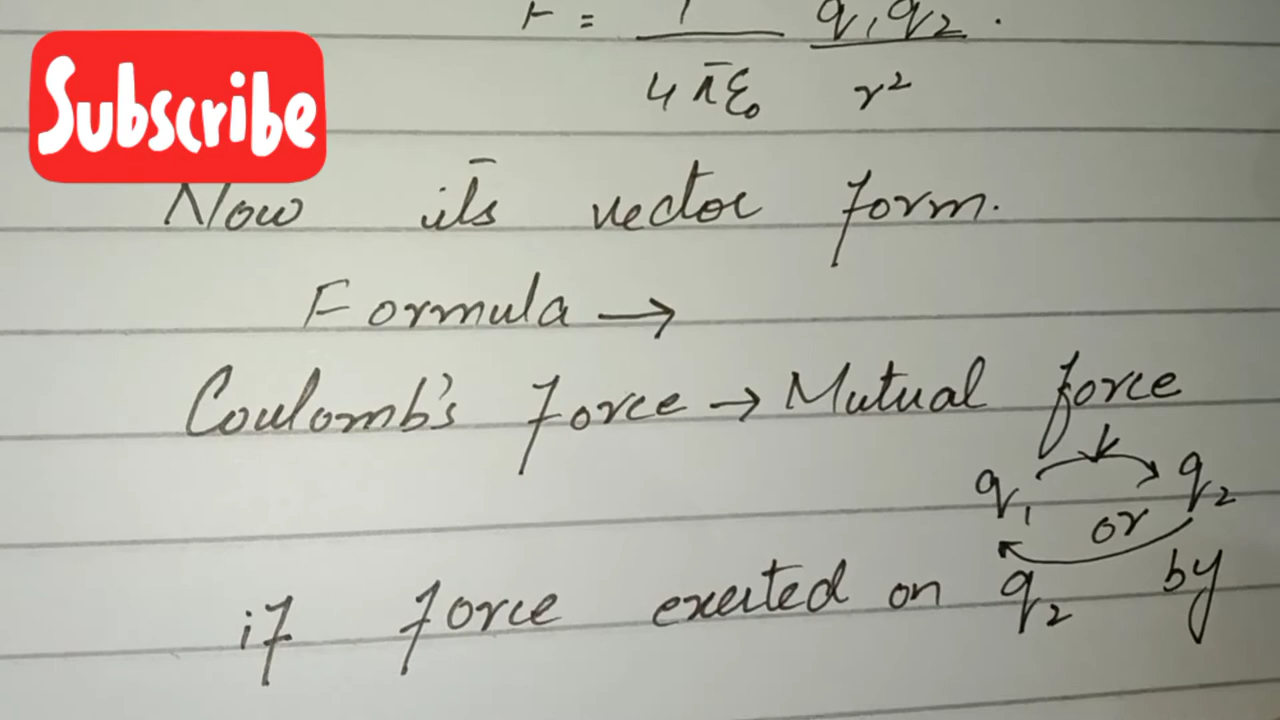 F = 1/4πε₀ q₁q₂/r².
Subscribe
Now its vector form.
Formula →
Coulomb's force → Mutual force
q₁ → q₂
or
if force exerted on q₂ by